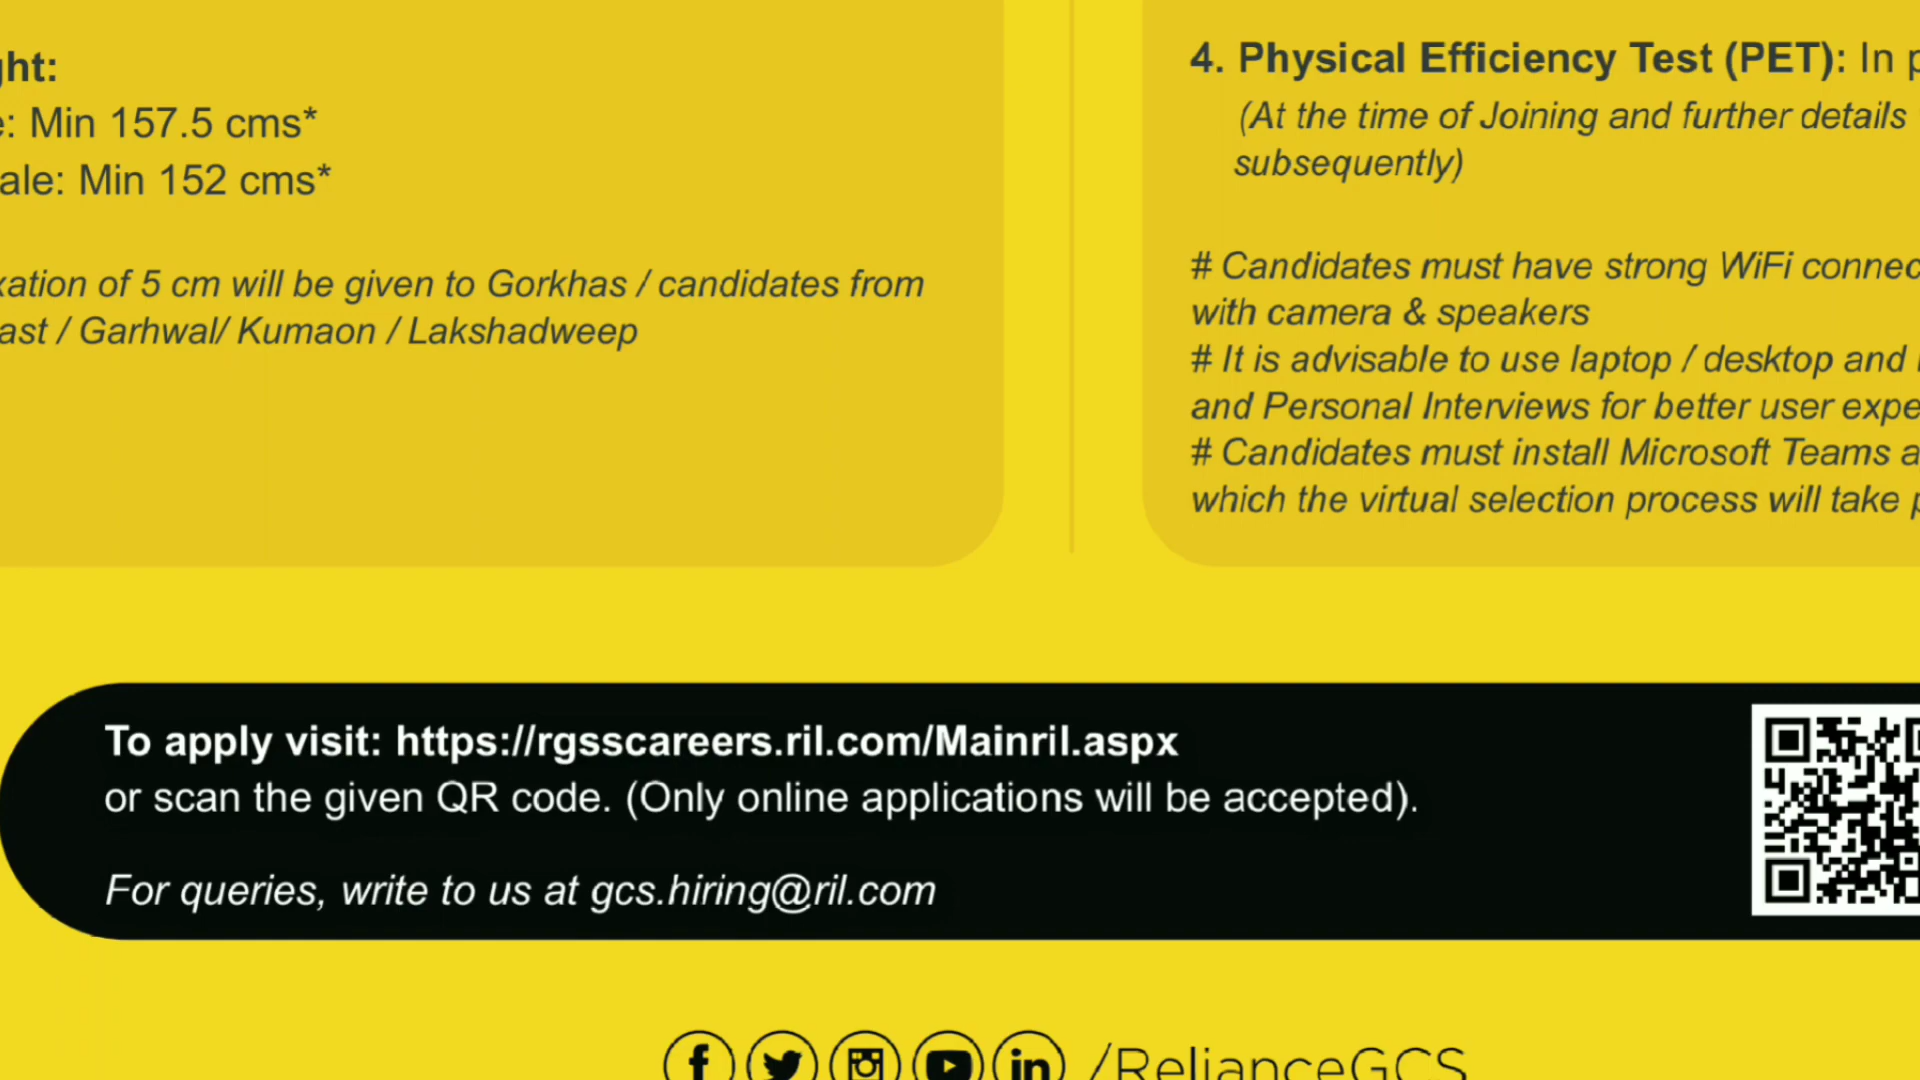 ght:
e: Min 157.5 cms*
ale: Min 152 cms*
xation of 5 cm will be given to Gorkhas / candidates from
ast / Garhwal/ Kumaon / Lakshadweep
4. Physical Efficiency Test (PET): In p
(At the time of Joining and further details
subsequently)
# Candidates must have strong WiFi connec
with camera & speakers
# It is advisable to use laptop / desktop and
and Personal Interviews for better user expe
# Candidates must install Microsoft Teams a
which the virtual selection process will take p
To apply visit: https://rgsscareers.ril.com/Mainril.aspx
or scan the given QR code. (Only online applications will be accepted).
For queries, write to us at gcs.hiring@ril.com
/RelianceGCS